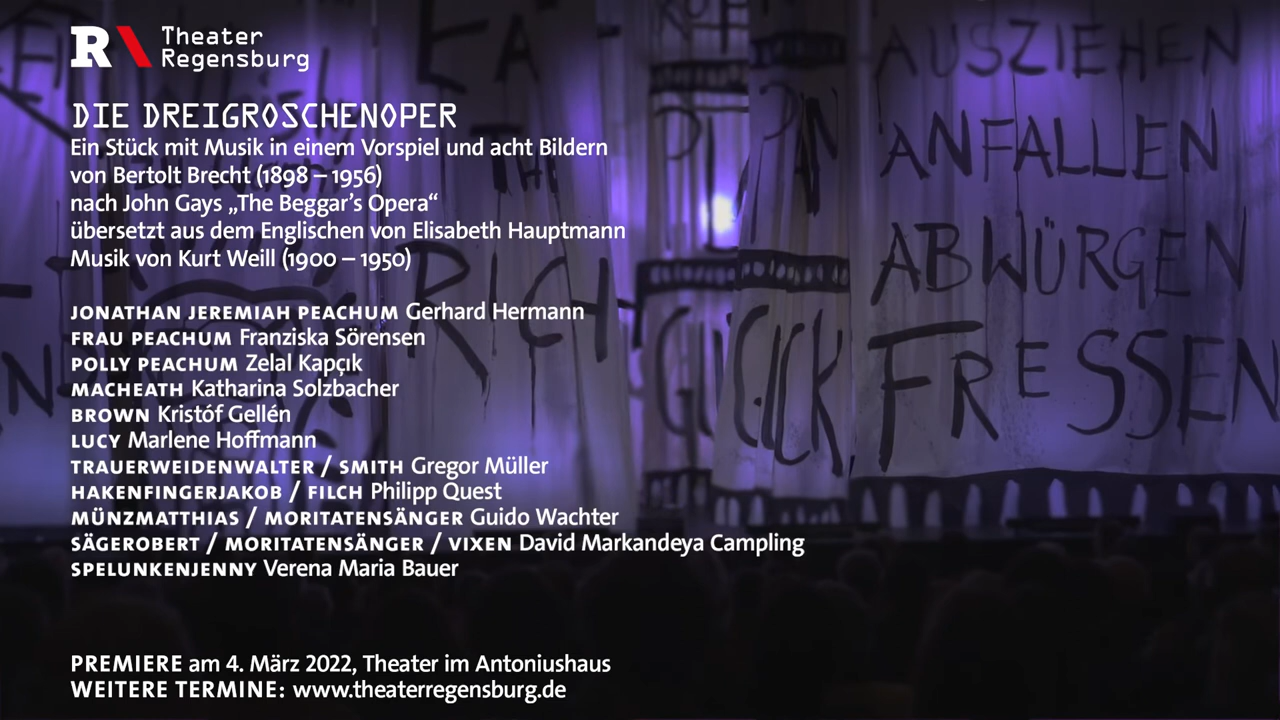 R Theater
Regensburg
DIE DREIGROSCHENOPER
Ein Stück mit Musik in einem Vorspiel und acht Bildern
von Bertolt Brecht (1898 – 1956)
nach John Gays „The Beggar’s Opera“
übersetzt aus dem Englischen von Elisabeth Hauptmann
Musik von Kurt Weill (1900 – 1950)
JONATHAN JEREMIAH PEACHUM Gerhard Hermann
FRAU PEACHUM Franziska Sörensen
POLLY PEACHUM Zelal Kapçık
MACHEATH Katharina Solzbacher
BROWN Kristóf Gellén
LUCY Marlene Hoffmann
TRAUERWEIDENWALTER / SMITH Gregor Müller
HAKENFINGERJAKOB / FILCH Philipp Quest
MÜNZMATTHIAS / MORITATENSÄNGER Guido Wachter
SÄGEROBERT / MORITATENSÄNGER / VIXEN David Markandeya Campling
SPELUNKENJENNY Verena Maria Bauer
PREMIERE am 4. März 2022, Theater im Antoniushaus
WEITERE TERMINE: www.theaterregensburg.de
AUSZIEHEN
ANFALLEN
ABWÜRGEN
FRESSEN